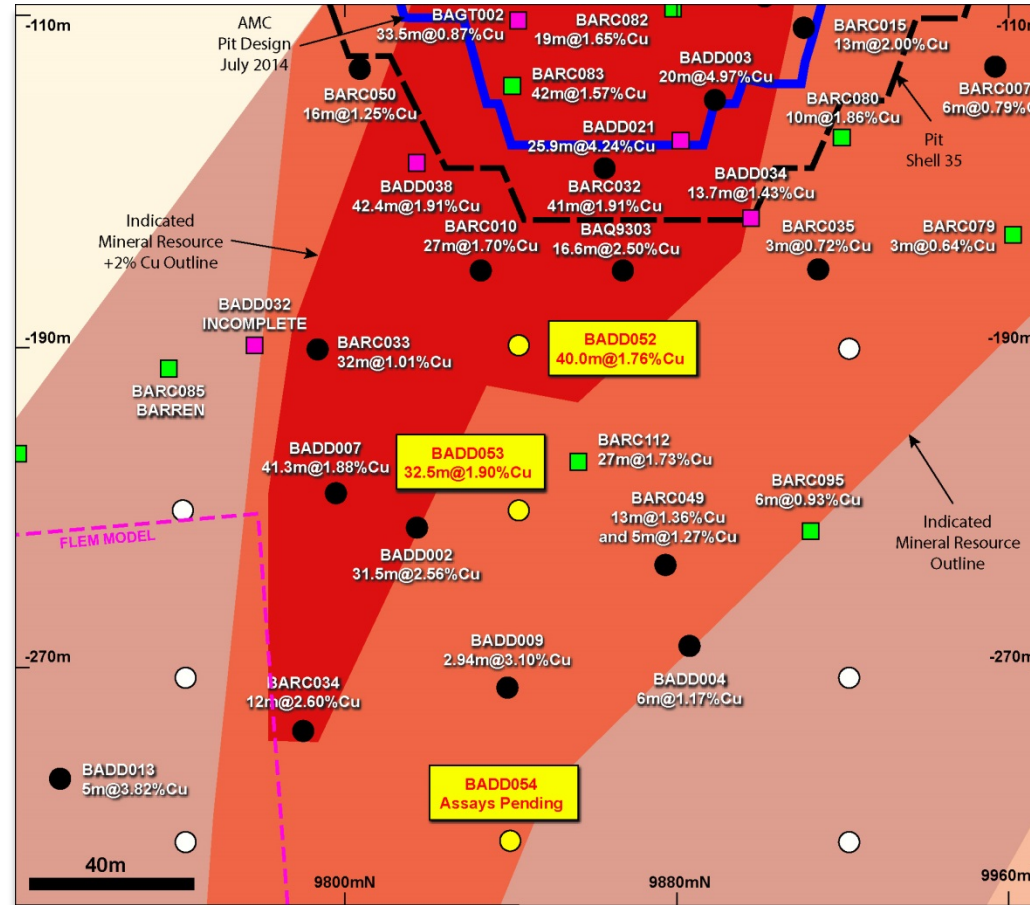 -110m
AMC
Pit Design
July 2014
BAGT002
33.5m@0.87%Cu
BARC082
19m@1.65%Cu
BARC015
13m@2.00%Cu
-110m
BADD003
20m@4.97%Cu
BARC083
42m@1.57%Cu
BARC050
16m@1.25%Cu
BARC007
6m@0.79%C
BARC080
10m@1.86%Cu
BADD021
25.9m@4.24%Cu
Pit
Shell 35
BADD034
13.7m@1.43%Cu
BADD038
42.4m@1.91%Cu
BARC032
41m@1.91%Cu
Indicated
Mineral Resource
+2% Cu Outline
BARC010
27m@1.70%Cu
BAQ9303
16.6m@2.50%Cu
BARC035
3m@0.72%Cu
BARC079
3m@0.64%Cu
BADD032
INCOMPLETE
-190m
BARC033
32m@1.01%Cu
BADD052
40.0m@1.76%Cu
-190m
BARC085
BARREN
BADD007
41.3m@1.88%Cu
BADD053
32.5m@1.90%Cu
BARC112
27m@1.73%Cu
BARC095
6m@0.93%Cu
BARC049
13m@1.36%Cu
and 5m@1.27%Cu
FLEM MODEL
BADD002
31.5m@2.56%Cu
Indicated
Mineral Resource
Outline
BADD009
2.94m@3.10%Cu
-270m
BARC034
12m@2.60%Cu
BADD004
6m@1.17%Cu
-270m
BADD013
5m@3.82%Cu
BADD054
Assays Pending
40m
9800mN
9880mN
9960m